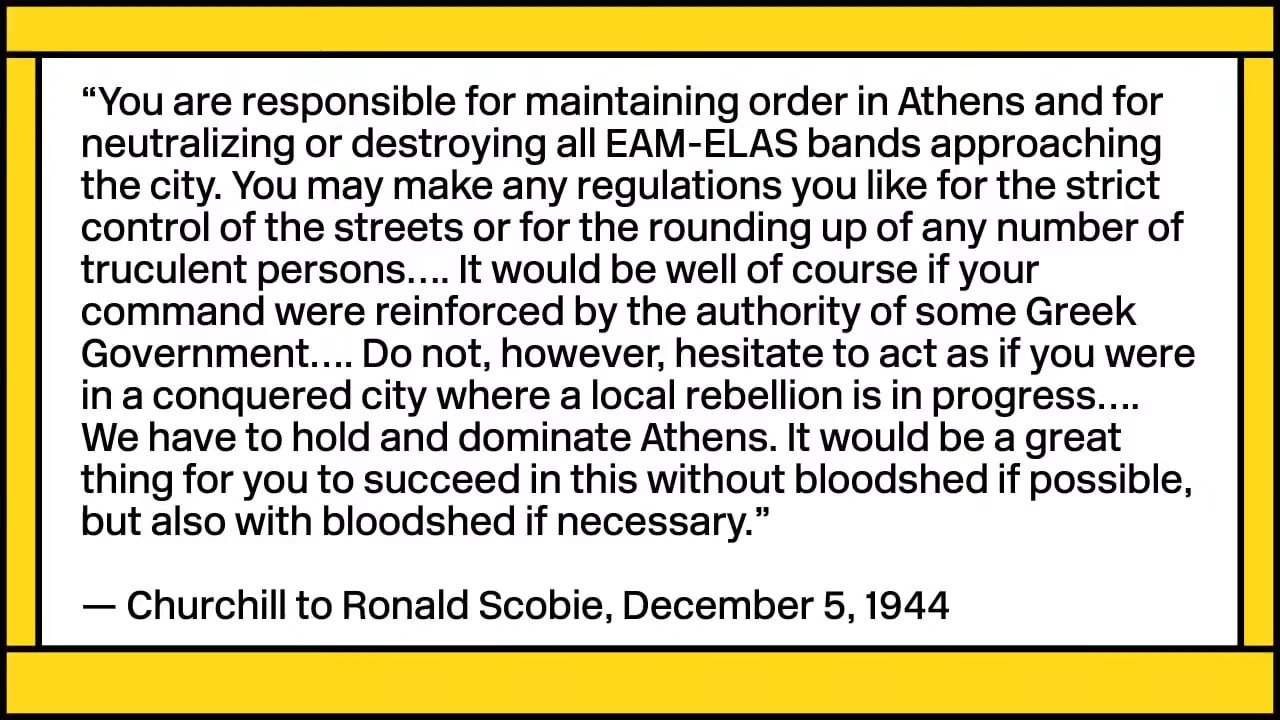 “You are responsible for maintaining order in Athens and for
neutralizing or destroying all EAM-ELAS bands approaching
the city. You may make any regulations you like for the strict
control of the streets or for the rounding up of any number of
truculent persons.... It would be well of course if your
command were reinforced by the authority of some Greek
Government.... Do not, however, hesitate to act as if you were
in a conquered city where a local rebellion is in progress....
We have to hold and dominate Athens. It would be a great
thing for you to succeed in this without bloodshed if possible,
but also with bloodshed if necessary.”
— Churchill to Ronald Scobie, December 5, 1944